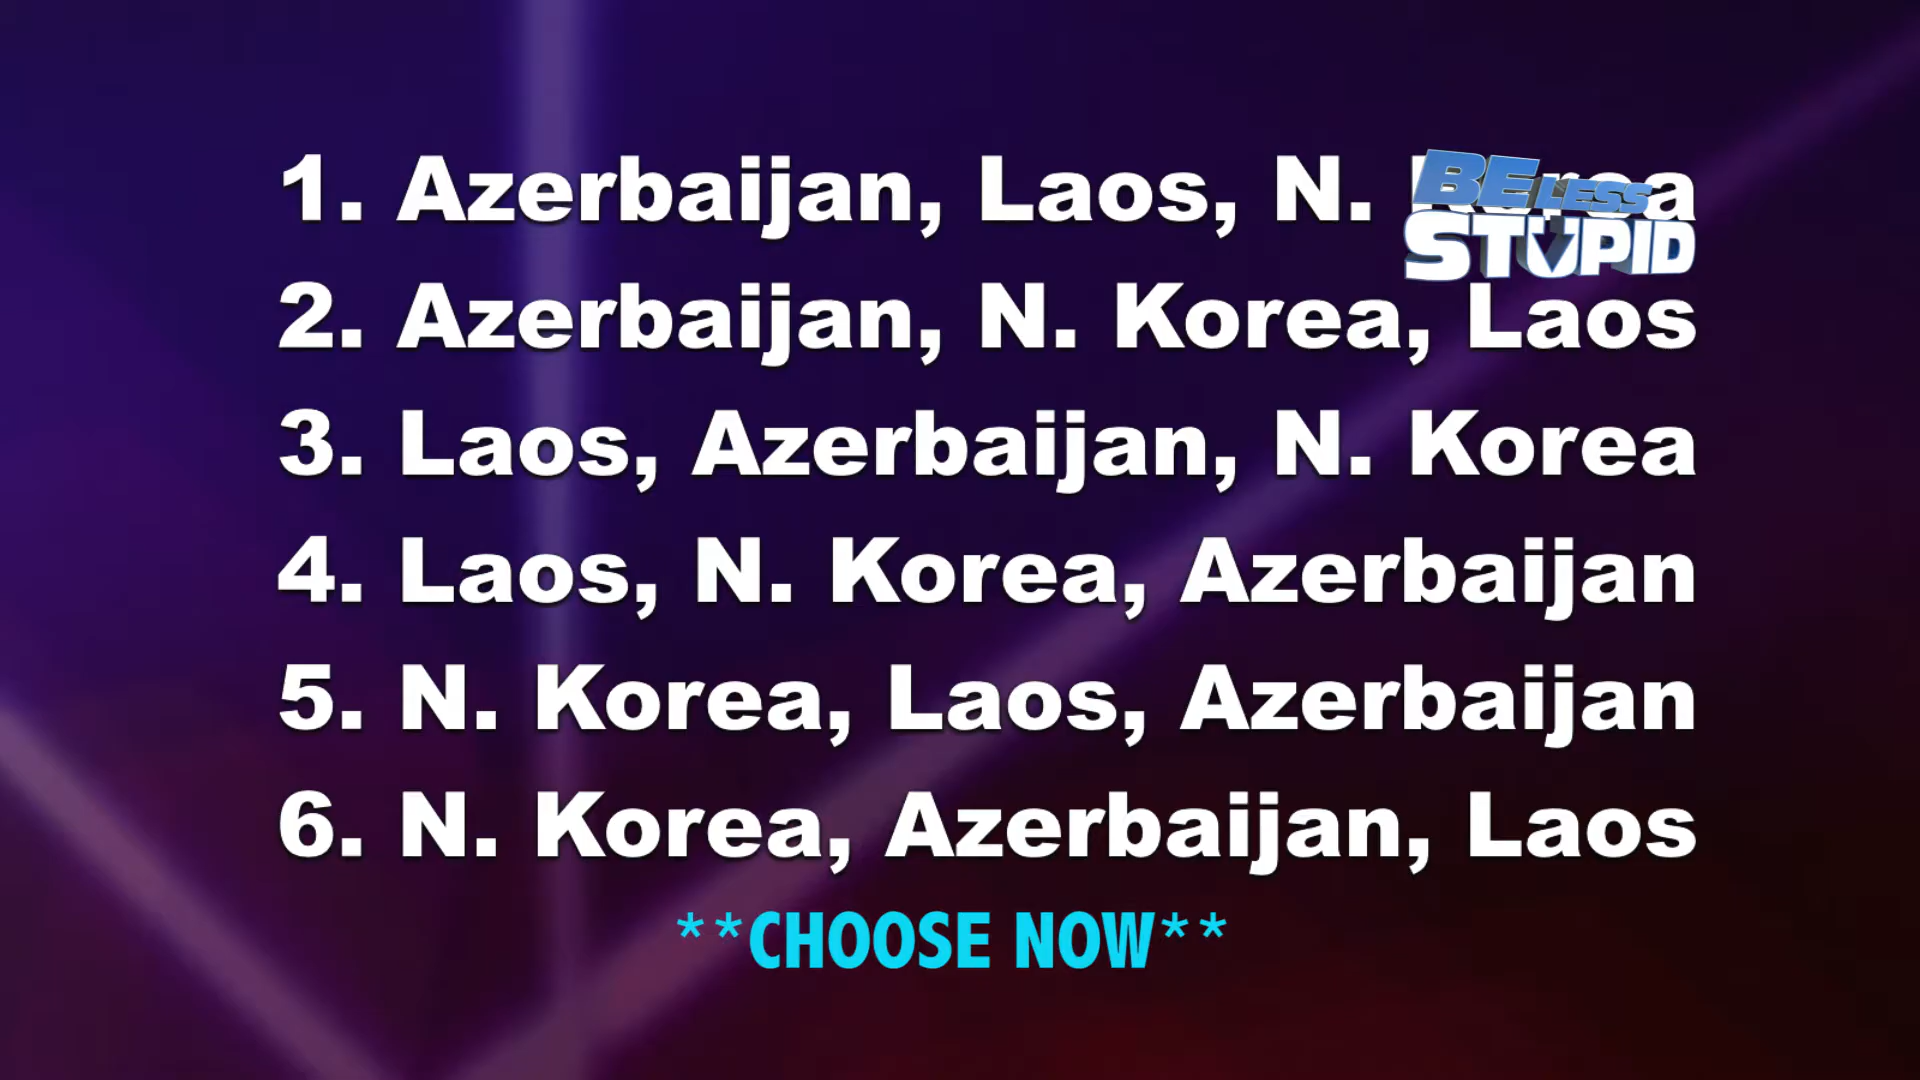 1. Azerbaijan, Laos, N. Korea
BE LESS
STUPID
2. Azerbaijan, N. Korea, Laos
3. Laos, Azerbaijan, N. Korea
4. Laos, N. Korea, Azerbaijan
5. N. Korea, Laos, Azerbaijan
6. N. Korea, Azerbaijan, Laos
**CHOOSE NOW**